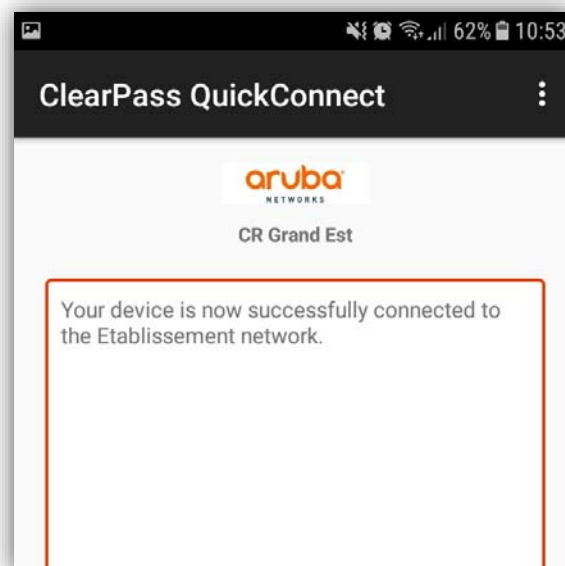 62% 10:53
ClearPass QuickConnect
aruba
NETWORKS
CR Grand Est
Your device is now successfully connected to
the Etablissement network.